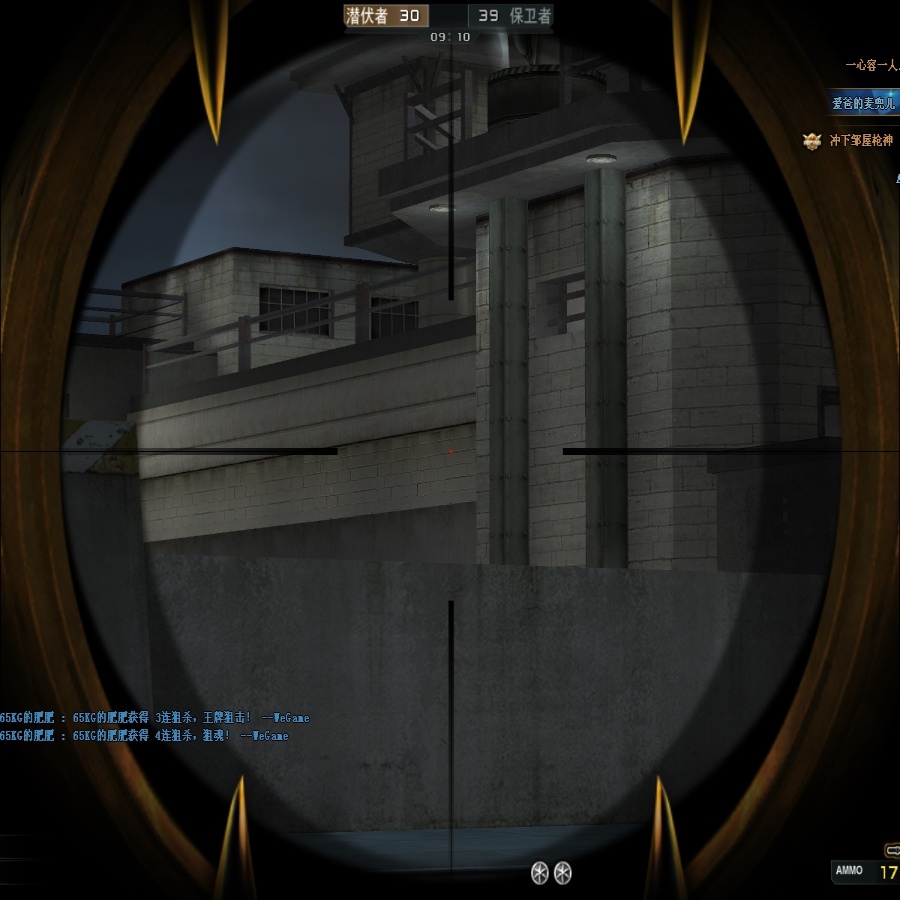 潜伏者 30 39 保卫者
09:10
一心容一人
爱爸的麦兜儿
冲下邹屋枪神
65KG的肥肥 : 65KG的肥肥获得 3连狙杀, 王牌狙击! --WeGame
65KG的肥肥 : 65KG的肥肥获得 4连狙杀, 狙魂! --WeGame
AMMO 17